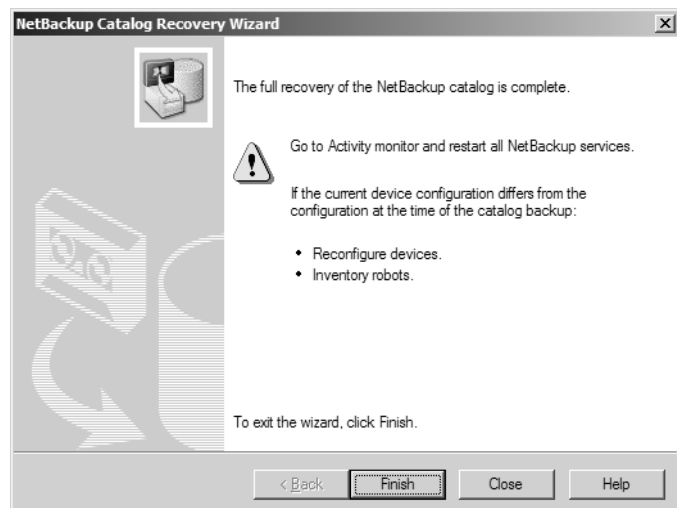 NetBackup Catalog Recovery Wizard
The full recovery of the NetBackup catalog is complete.
Go to Activity monitor and restart all NetBackup services.
If the current device configuration differs from the
configuration at the time of the catalog backup:
• Reconfigure devices.
• Inventory robots.
To exit the wizard, click Finish.
< Back Finish Close Help